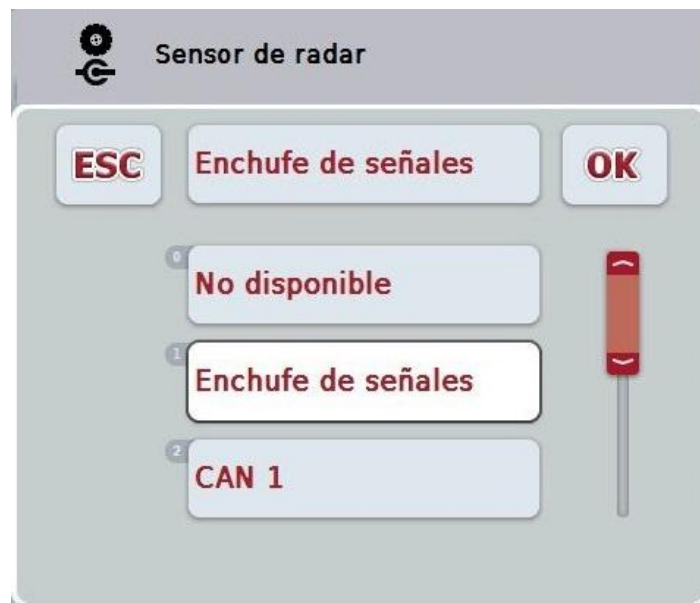 Sensor de radar
ESC
Enchufe de señales
OK
0
No disponible
1
Enchufe de señales
2
CAN 1